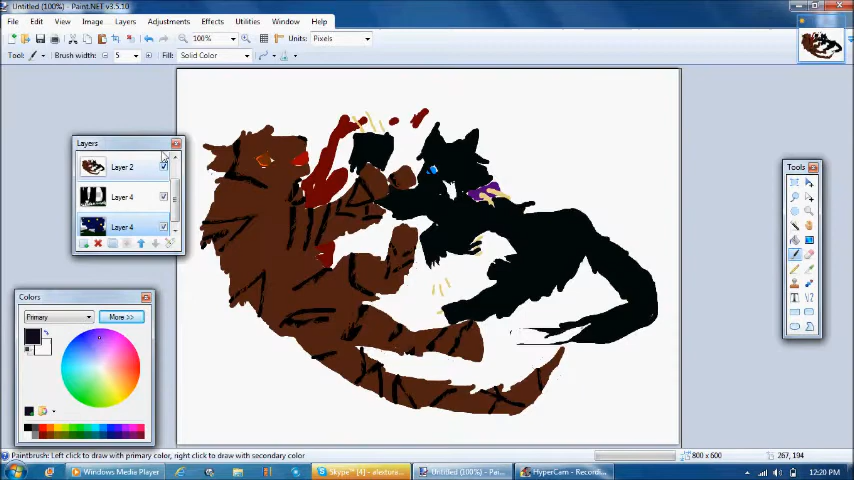 Untitled (100%) - Paint.NET v3.5.10
File Edit View Image Layers Adjustments Effects Utilities Window Help
100% Units: Pixels
Tool: Brush width: 5 Fill: Solid Color
Layers
Layer 2
Layer 4
Layer 4
Tools
Colors
Primary More >>
Paintbrush: Left click to draw with primary color, right click to draw with secondary color 800 x 600 267, 194
Windows Media Player Skype™ [4] - alextura... Untitled (100%) - Pai... HyperCam - Recordi... 12:20 PM